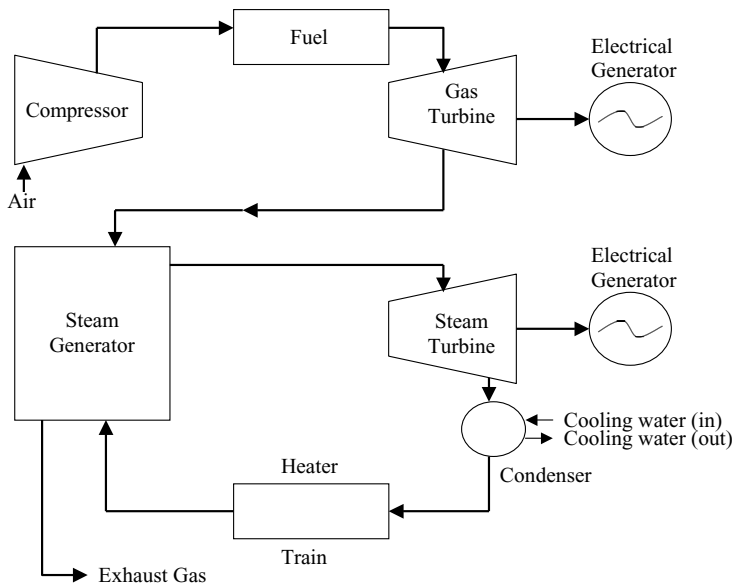 Fuel
Electrical
Generator
Compressor
Gas
Turbine
Air
Electrical
Generator
Steam
Generator
Steam
Turbine
Cooling water (in)
Cooling water (out)
Heater
Condenser
Train
Exhaust Gas